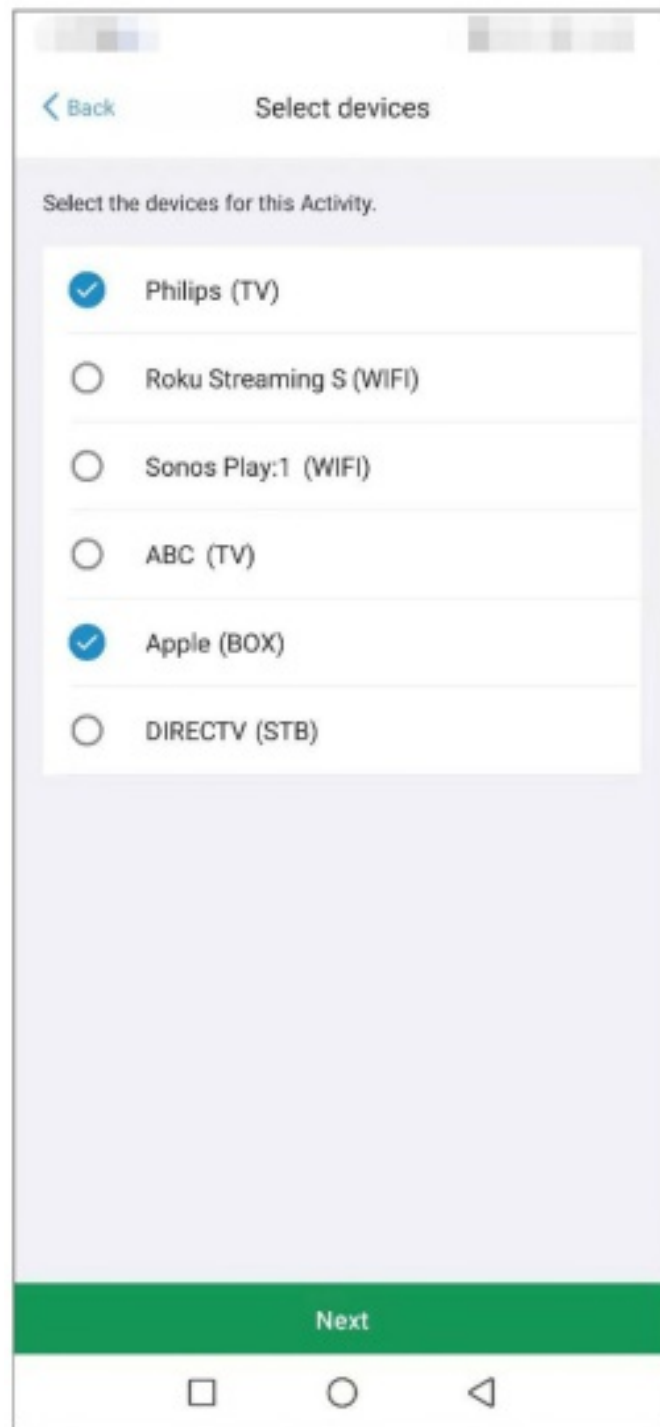 Back
Select devices
Select the devices for this Activity.
Philips (TV)
Roku Streaming S (WIFI)
Sonos Play:1 (WIFI)
ABC (TV)
Apple (BOX)
DIRECTV (STB)
Next